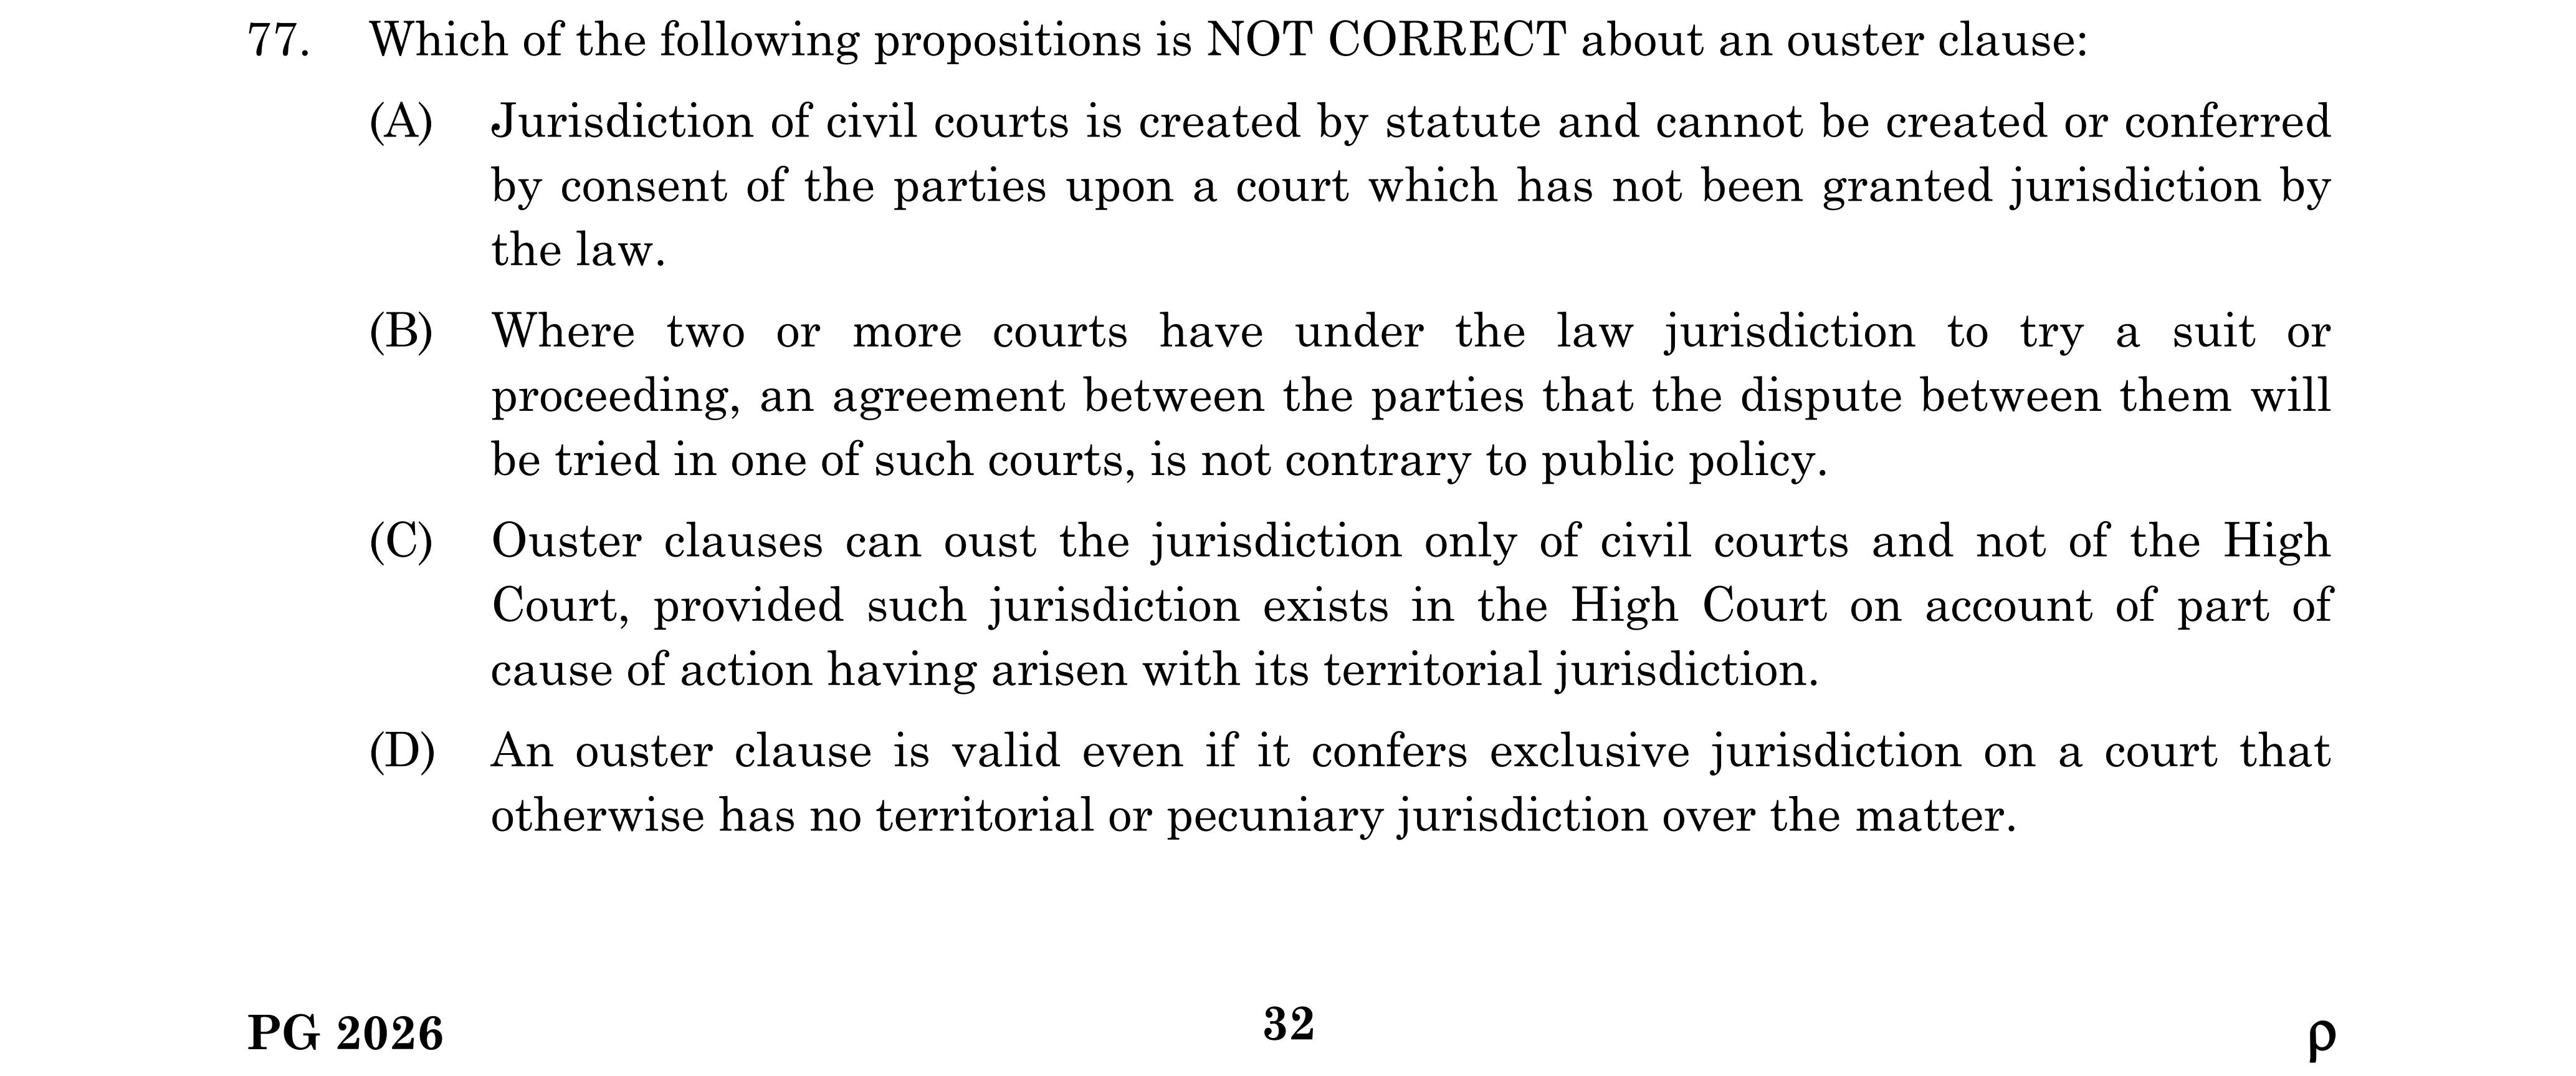 77. Which of the following propositions is NOT CORRECT about an ouster clause:
(A) Jurisdiction of civil courts is created by statute and cannot be created or conferred
by consent of the parties upon a court which has not been granted jurisdiction by
the law.
(B) Where two or more courts have under the law jurisdiction to try a suit or
proceeding, an agreement between the parties that the dispute between them will
be tried in one of such courts, is not contrary to public policy.
(C) Ouster clauses can oust the jurisdiction only of civil courts and not of the High
Court, provided such jurisdiction exists in the High Court on account of part of
cause of action having arisen with its territorial jurisdiction.
(D) An ouster clause is valid even if it confers exclusive jurisdiction on a court that
otherwise has no territorial or pecuniary jurisdiction over the matter.
PG 2026 32 ρ